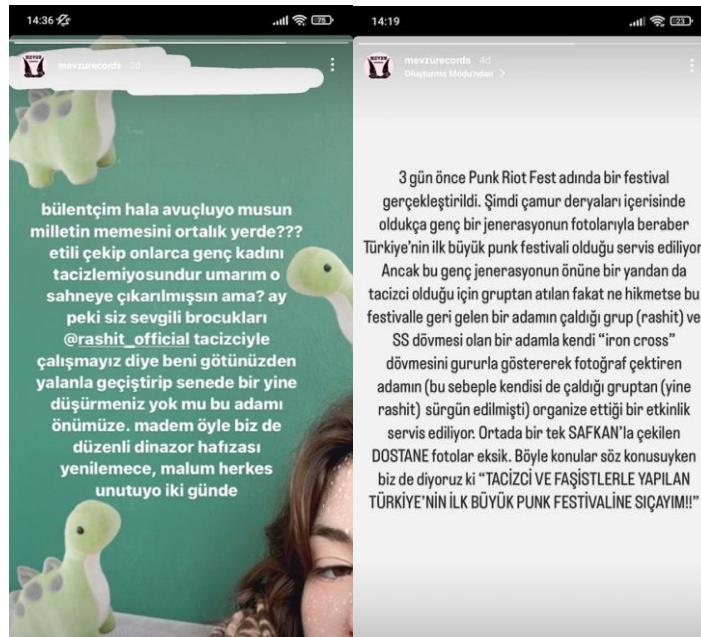 14:36
75
mevzurecords 3d
bülentçim hala avuçluyo musun
milletin memesini ortalık yerde???
etili çekip onlarca genç kadını
tacizlemiyosundur umarım o
sahneye çıkarılmışsın ama? ay
peki siz sevgili brocukları
@rashit_official tacizciyle
çalışmayız diye beni götünüzden
yalanla geçiştirip senede bir yine
düşürmeniz yok mu bu adamı
önümüze. madem öyle biz de
düzenli dinazor hafızası
yenilemece, malum herkes
unutuyo iki günde
14:19
23
mevzurecords 4d
Oluşturma Modu'ndan >
3 gün önce Punk Riot Fest adında bir festival
gerçekleştirildi. Şimdi çamur deryaları içerisinde
oldukça genç bir jenerasyonun fotolarıyla beraber
Türkiye'nin ilk büyük punk festivali olduğu servis ediliyor
Ancak bu genç jenerasyonun önüne bir yandan da
tacizci olduğu için gruptan atılan fakat ne hikmetse bu
festivalle geri gelen bir adamın çaldığı grup (rashit) ve
SS dövmesi olan bir adamla kendi “iron cross”
dövmesini gururla göstererek fotoğraf çektiren
adamın (bu sebeple kendisi de çaldığı gruptan (yine
rashit) sürgün edilmişti) organize ettiği bir etkinlik
servis ediliyor. Ortada bir tek SAFKAN'la çekilen
DOSTANE fotolar eksik. Böyle konular söz konusuyken
biz de diyoruz ki “TACİZCİ VE FAŞİSTLERLE YAPILAN
TÜRKİYE'NİN İLK BÜYÜK PUNK FESTİVALİNE SIÇAYIM!!”